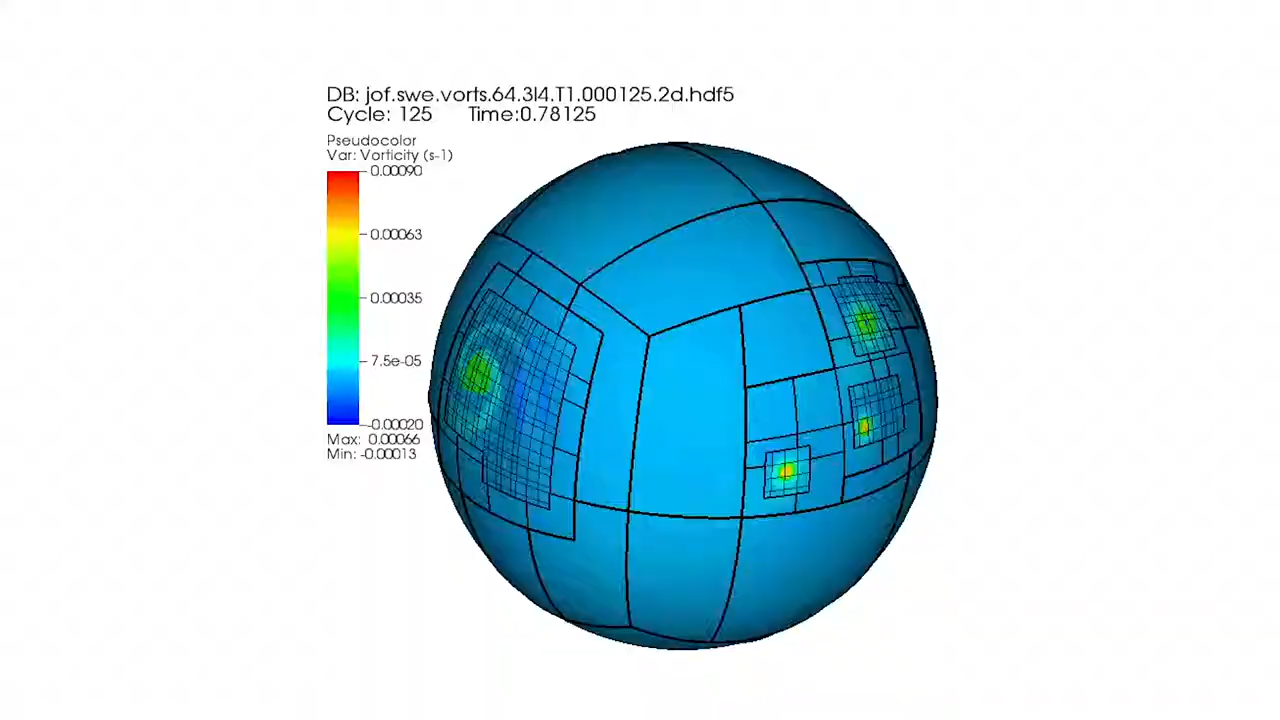 DB: jof.swe.vorts.64.3l4.T1.000125.2d.hdf5
Cycle: 125 Time:0.78125
Pseudocolor
Var: Vorticity (s-1)
0.00090
0.00063
0.00035
7.5e-05
-0.00020
Max: 0.00066
Min: -0.00013